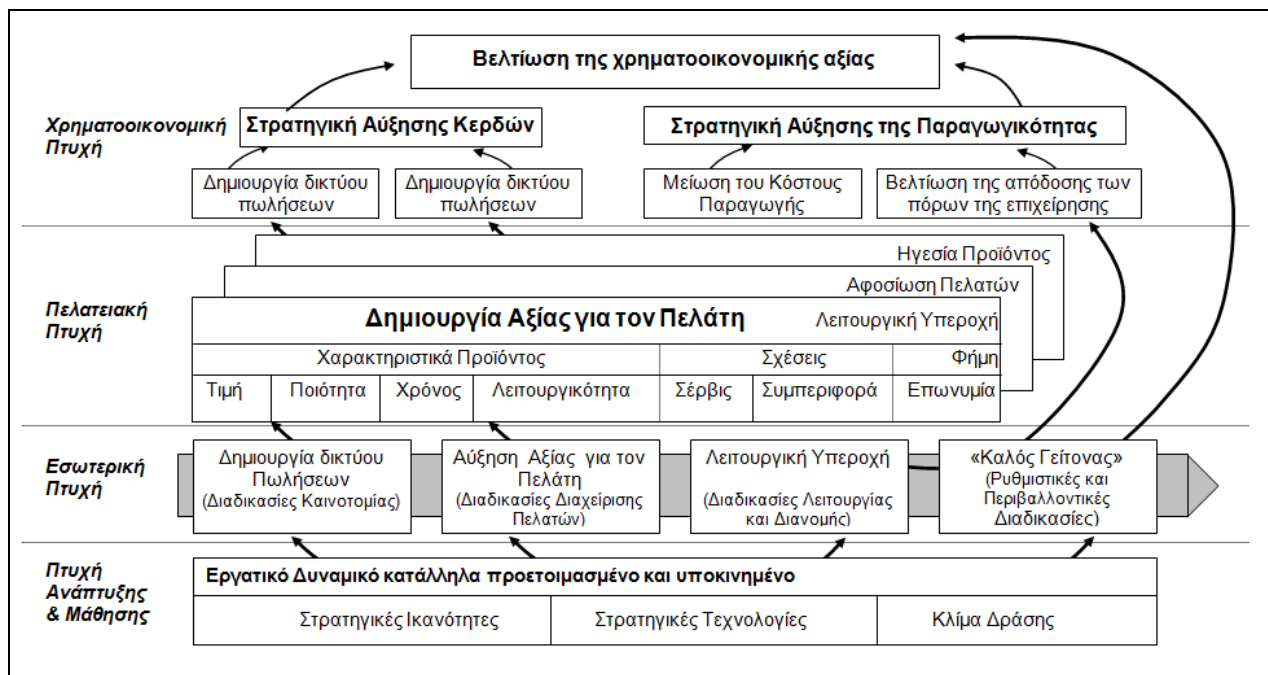 Βελτίωση της χρηματοοικονομικής αξίας
Χρηματοοικονομική
Πτυχή
Στρατηγική Αύξησης Κερδών
Στρατηγική Αύξησης της Παραγωγικότητας
Δημιουργία δικτύου
πωλήσεων
Δημιουργία δικτύου
πωλήσεων
Μείωση του Κόστους
Παραγωγής
Βελτίωση της απόδοσης των
πόρων της επιχείρησης
Πελατειακή
Πτυχή
Ηγεσία Προϊόντος
Αφοσίωση Πελατών
Δημιουργία Αξίας για τον Πελάτη
Λειτουργική Υπεροχή
Χαρακτηριστικά Προϊόντος
Σχέσεις
Φήμη
Τιμή
Ποιότητα
Χρόνος
Λειτουργικότητα
Σέρβις
Συμπεριφορά
Επωνυμία
Εσωτερική
Πτυχή
Δημιουργία δικτύου
Πωλήσεων
(Διαδικασίες Καινοτομίας)
Αύξηση Αξίας για τον
Πελάτη
(Διαδικασίες Διαχείρισης
Πελατών)
Λειτουργική Υπεροχή
(Διαδικασίες Λειτουργίας
και Διανομής)
«Καλός Γείτονας»
(Ρυθμιστικές και
Περιβαλλοντικές
Διαδικασίες)
Πτυχή
Ανάπτυξης
& Μάθησης
Εργατικό Δυναμικό κατάλληλα προετοιμασμένο και υποκινημένο
Στρατηγικές Ικανότητες
Στρατηγικές Τεχνολογίες
Κλίμα Δράσης